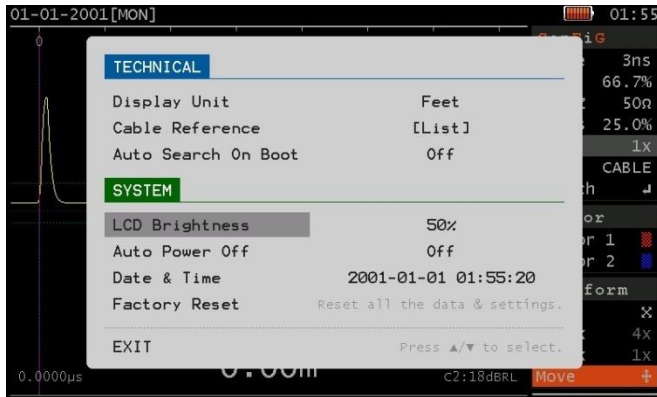 01-01-2001[MON] 01:55
TECHNICAL
Display Unit Feet
Cable Reference [List]
Auto Search On Boot Off
SYSTEM
LCD Brightness 50%
Auto Power Off Off
Date & Time 2001-01-01 01:55:20
Factory Reset Reset all the data & settings.
EXIT Press ▲/▼ to select.
3ns
66.7%
50Ω
25.0%
1x
CABLE
1
2
4x
1x
0.0000µs
C2:18dBRL
Move